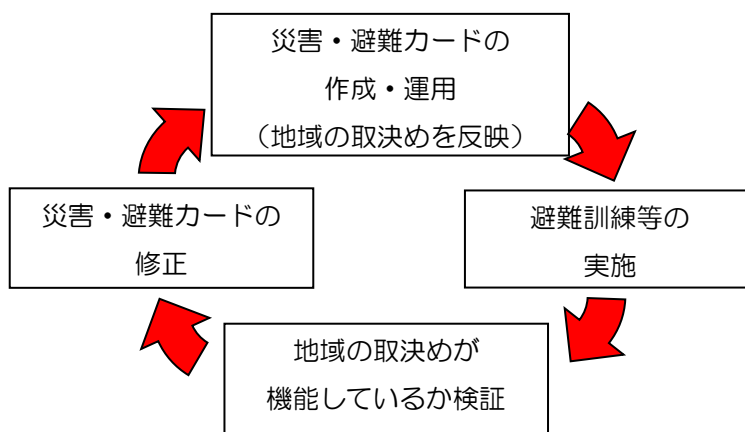 災害・避難カードの
作成・運用
（地域の取決めを反映）
避難訓練等の
実施
地域の取決めが
機能しているか検証
災害・避難カードの
修正